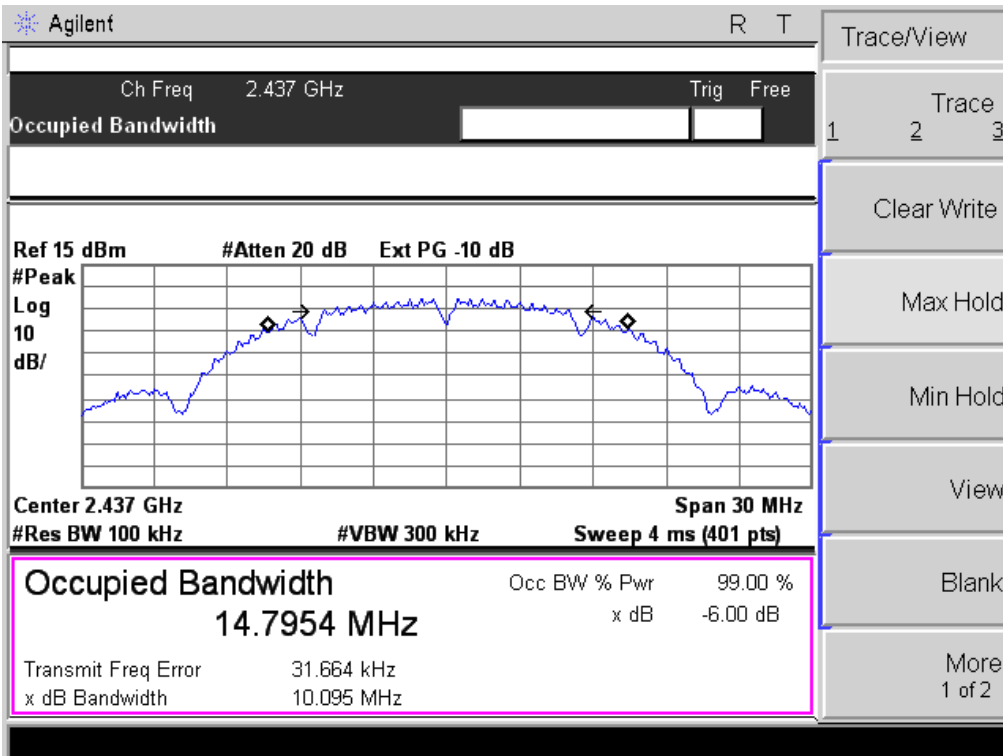 Agilent R T
Trace/View
Ch Freq 2.437 GHz Trig Free
Occupied Bandwidth
Trace
1 2 3
Clear Write
Max Hold
Min Hold
View
Blank
More
1 of 2
Ref 15 dBm #Atten 20 dB Ext PG -10 dB
#Peak
Log
10
dB/
Center 2.437 GHz Span 30 MHz
#Res BW 100 kHz #VBW 300 kHz Sweep 4 ms (401 pts)
Occupied Bandwidth Occ BW % Pwr 99.00 %
14.7954 MHz x dB -6.00 dB
Transmit Freq Error 31.664 kHz
x dB Bandwidth 10.095 MHz